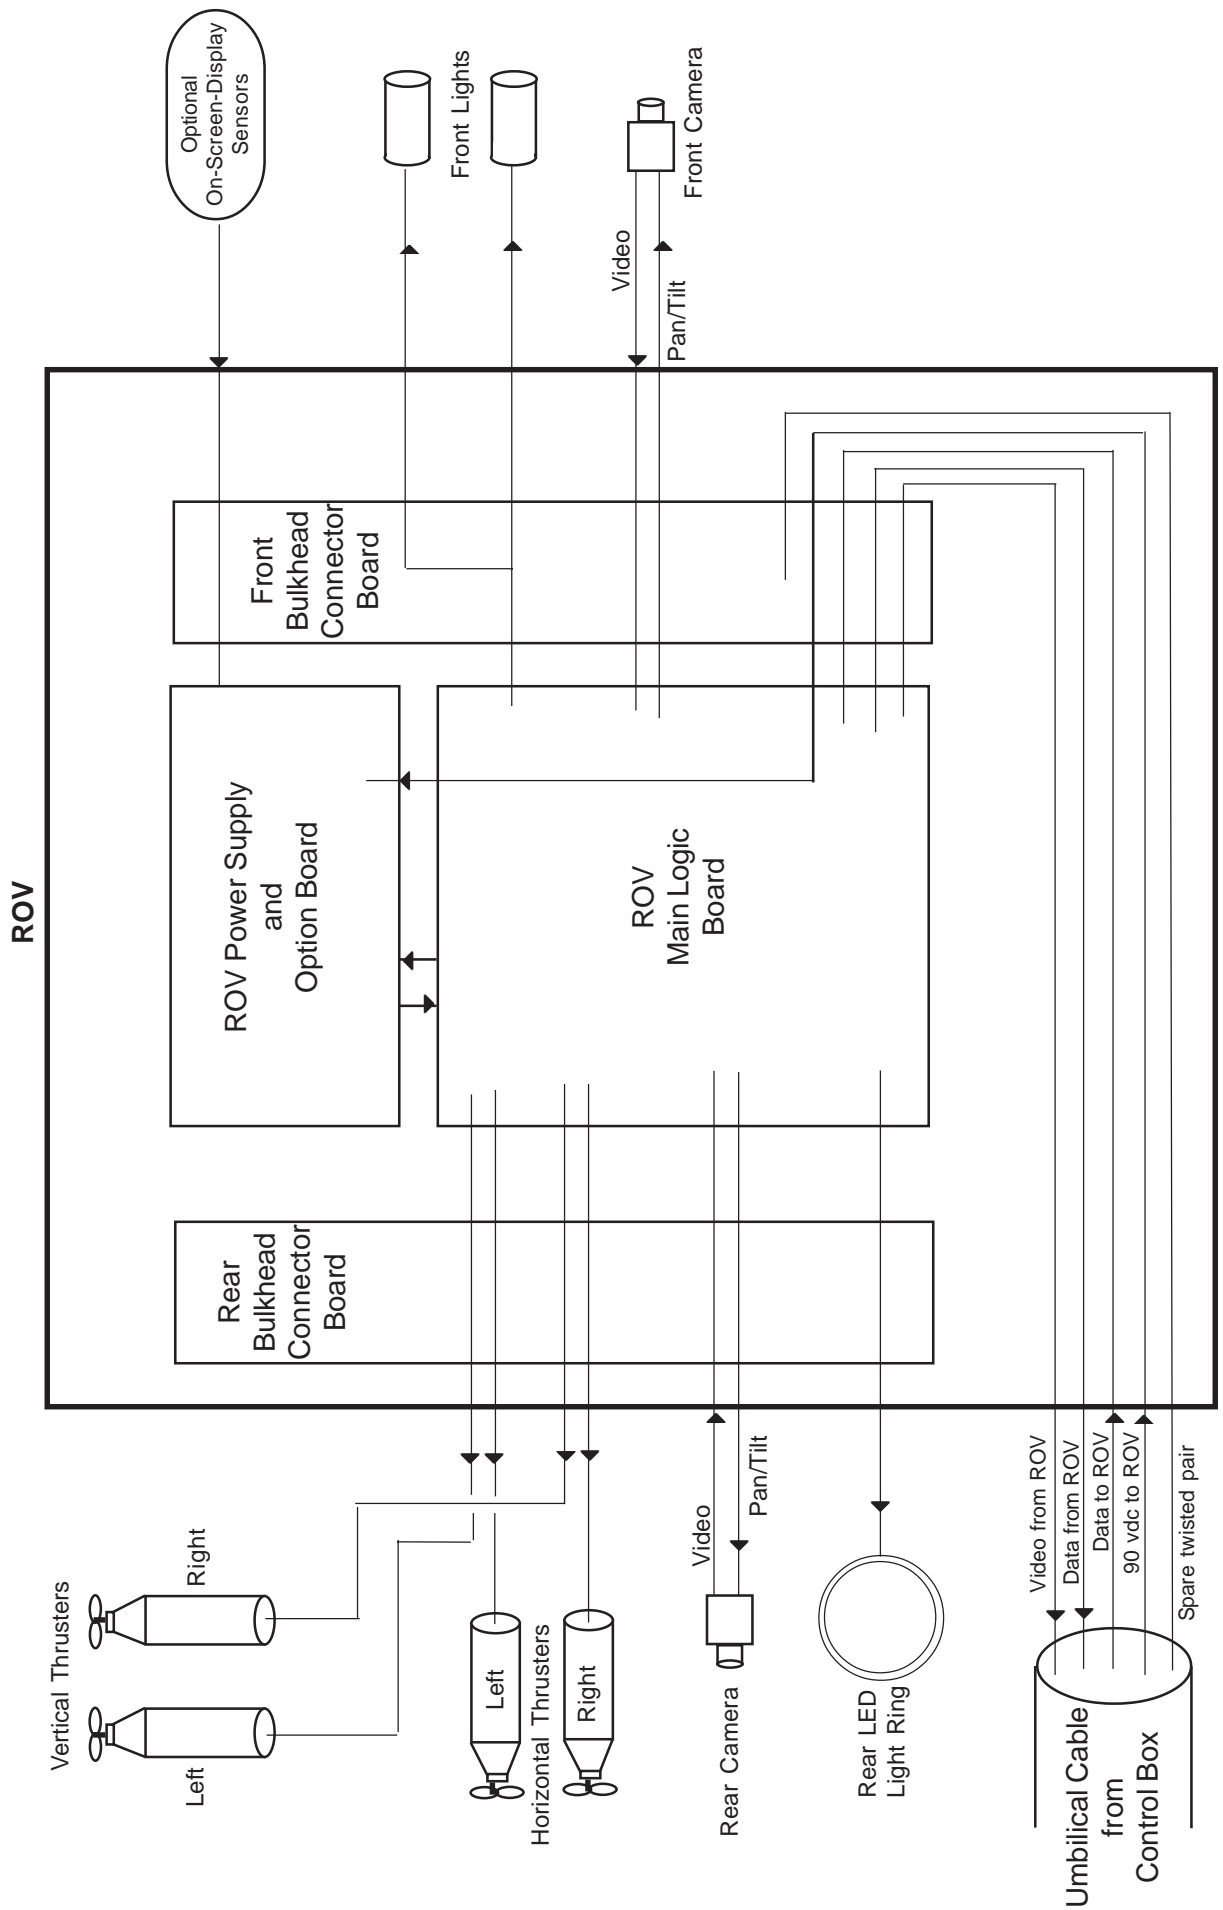 ROV
Optional
On-Screen-Display
Sensors
Front Lights
Front Camera
Video
Pan/Tilt
Front
Bulkhead
Connector
Board
ROV Power Supply
and
Option Board
ROV
Main Logic
Board
Rear
Bulkhead
Connector
Board
Vertical Thrusters
Right
Left
Horizontal Thrusters
Left
Right
Video
Pan/Tilt
Rear Camera
Rear LED
Light Ring
Video from ROV
Data from ROV
Data to ROV
90 vdc to ROV
Spare twisted pair
Umbilical Cable
from
Control Box